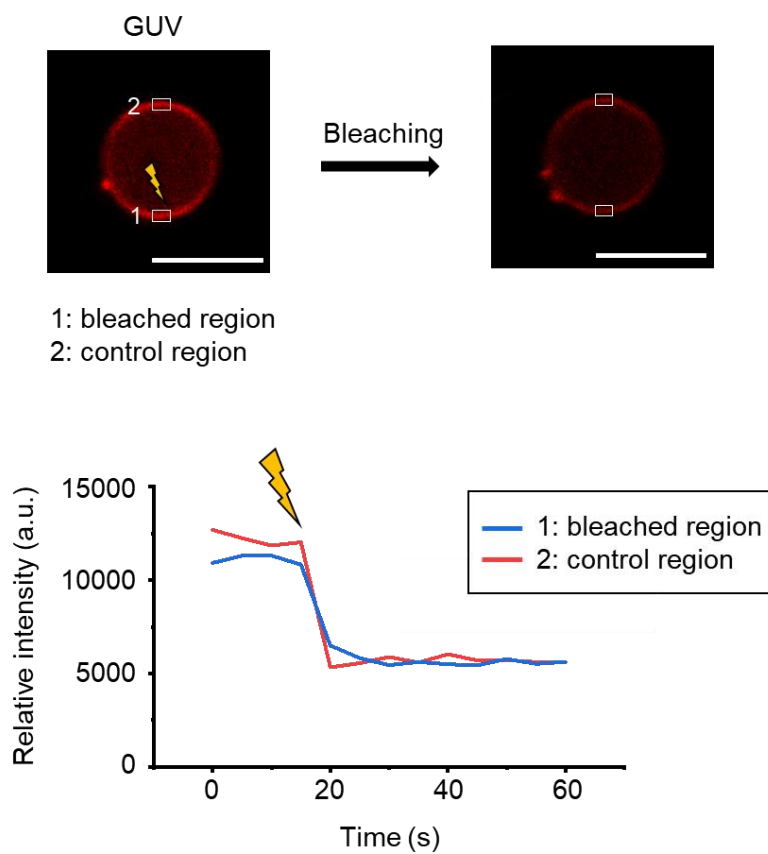 GUV
2
1
Bleaching
1: bleached region
2: control region
Relative intensity (a.u.)
15000
10000
5000
0
1: bleached region
2: control region
0
20
40
60
Time (s)